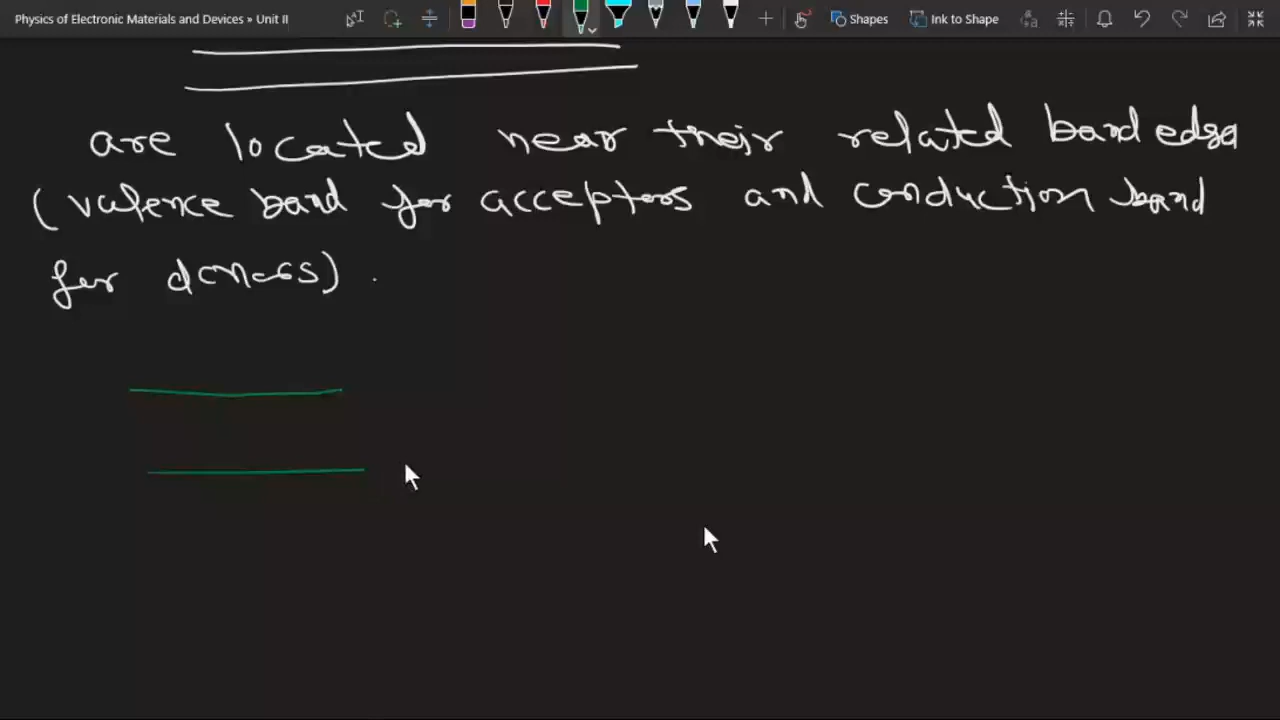 Physics of Electronic Materials and Devices » Unit II
Shapes
Ink to Shape
are located near their related band edge
(valence band for acceptors and conduction band
for donors).